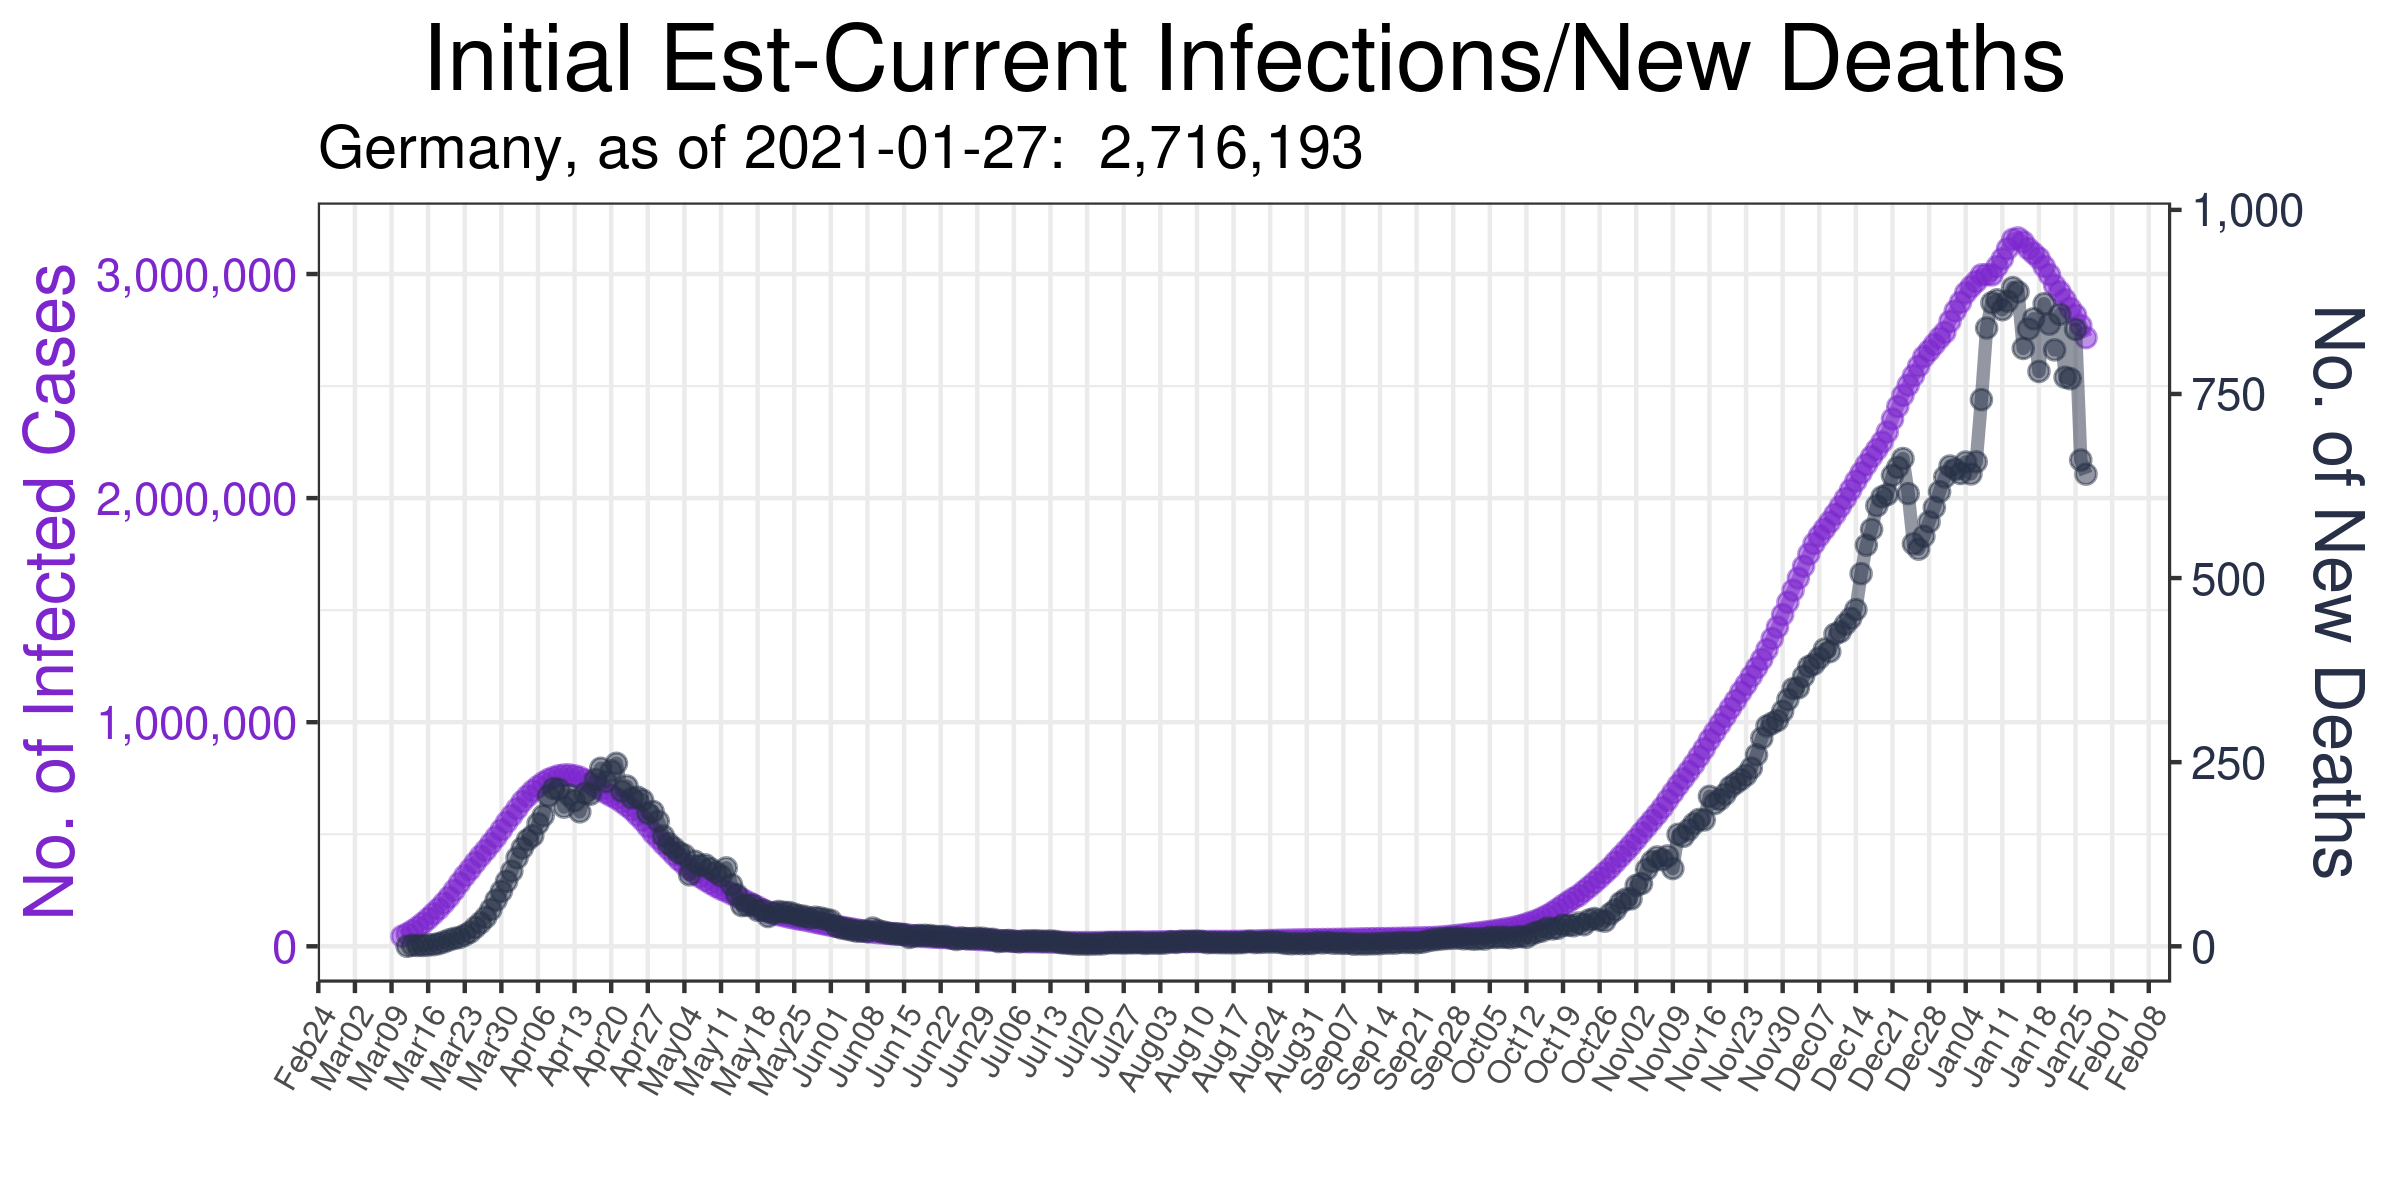 Initial Est-Current Infections/New Deaths
Germany, as of 2021-01-27: 2,716,193
No. of Infected Cases
3,000,000
2,000,000
1,000,000
0
1,000
750
500
250
0
No. of New Deaths
Feb24
Mar02
Mar09
Mar16
Mar23
Mar30
Apr06
Apr13
Apr20
Apr27
May04
May11
May18
May25
Jun01
Jun08
Jun15
Jun22
Jun29
Jul06
Jul13
Jul20
Jul27
Aug03
Aug10
Aug17
Aug24
Aug31
Sep07
Sep14
Sep21
Sep28
Oct05
Oct12
Oct19
Oct26
Nov02
Nov09
Nov16
Nov23
Nov30
Dec07
Dec14
Dec21
Dec28
Jan04
Jan11
Jan18
Jan25
Feb01
Feb08